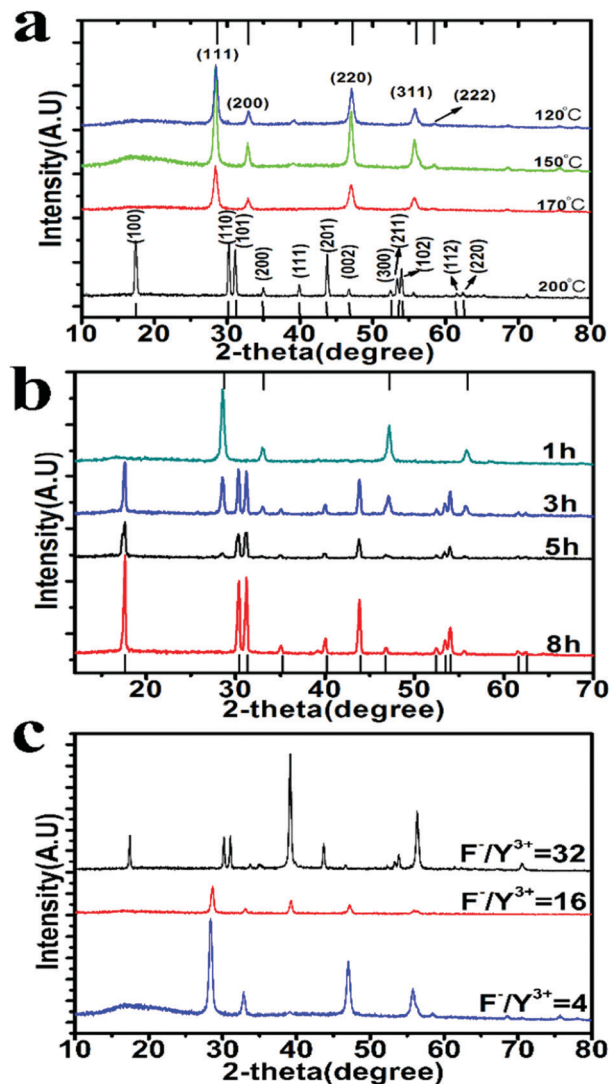 a
(111)
(200)
(220)
(311)
(222)
120°C
150°C
170°C
200°C
(100)
(110)
(101)
(200)
(111)
(201)
(002)
(300)
(211)
(102)
(112)
(220)
Intensity(A.U)
10 20 30 40 50 60 70 80
2-theta(degree)
b
1h
3h
5h
8h
Intensity(A.U)
20 30 40 50 60 70
2-theta(degree)
c
F⁻/Y³⁺=32
F⁻/Y³⁺=16
F⁻/Y³⁺=4
Intensity(A.U)
10 20 30 40 50 60 70 80
2-theta(degree)